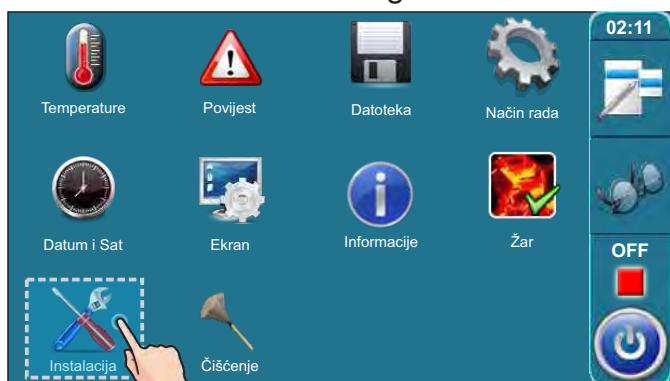 02:11
Temperature
Povijest
Datoteka
Način rada
Datum i Sat
Ekran
Informacije
Žar
OFF
Instalacija
Čišćenje